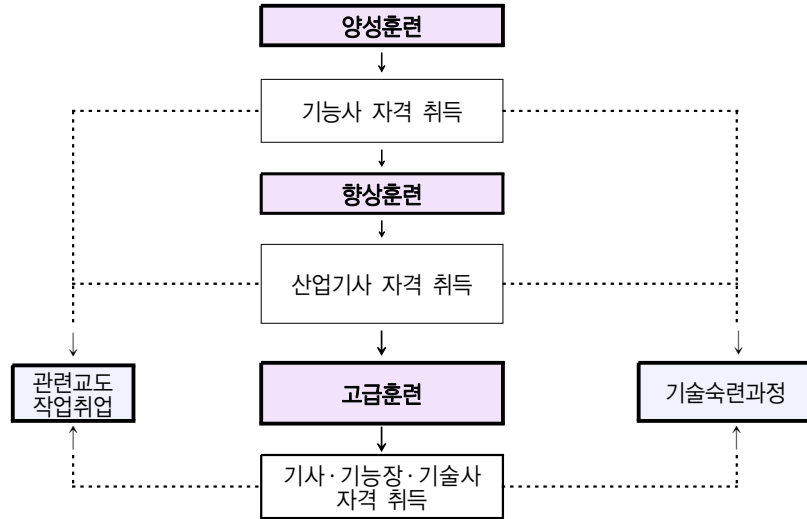 양성훈련
기능사 자격 취득
향상훈련
산업기사 자격 취득
관련교도
작업취업
고급훈련
기술숙련과정
기사·기능장·기술사
자격 취득